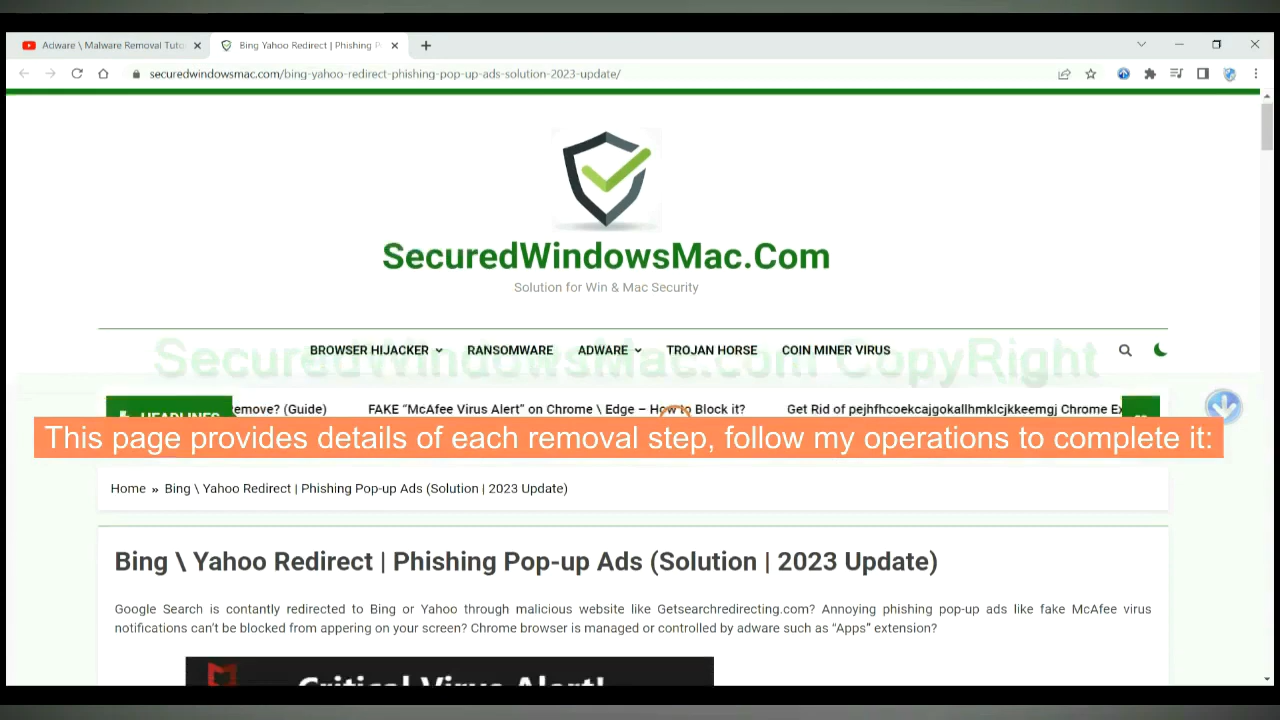 Adware \ Malware Removal Tuto
Bing Yahoo Redirect | Phishing P
securedwindowsmac.com/bing-yahoo-redirect-phishing-pop-up-ads-solution-2023-update/
SecuredWindowsMac.Com
Solution for Win & Mac Security
BROWSER HIJACKER RANSOMWARE ADWARE TROJAN HORSE COIN MINER VIRUS
SecuredWindowsMac.com CopyRight
HEADLINES emove? (Guide) FAKE “McAfee Virus Alert” on Chrome \ Edge – How to Block it? Get Rid of pejhfhcoekcajgokallhmklcjkkeemgj Chrome Ex
This page provides details of each removal step, follow my operations to complete it:
Home » Bing \ Yahoo Redirect | Phishing Pop-up Ads (Solution | 2023 Update)
Bing \ Yahoo Redirect | Phishing Pop-up Ads (Solution | 2023 Update)
Google Search is contantly redirected to Bing or Yahoo through malicious website like Getsearchredirecting.com? Annoying phishing pop-up ads like fake McAfee virus
notifications can’t be blocked from appering on your screen? Chrome browser is managed or controlled by adware such as “Apps” extension?
Critical Virus Alert!